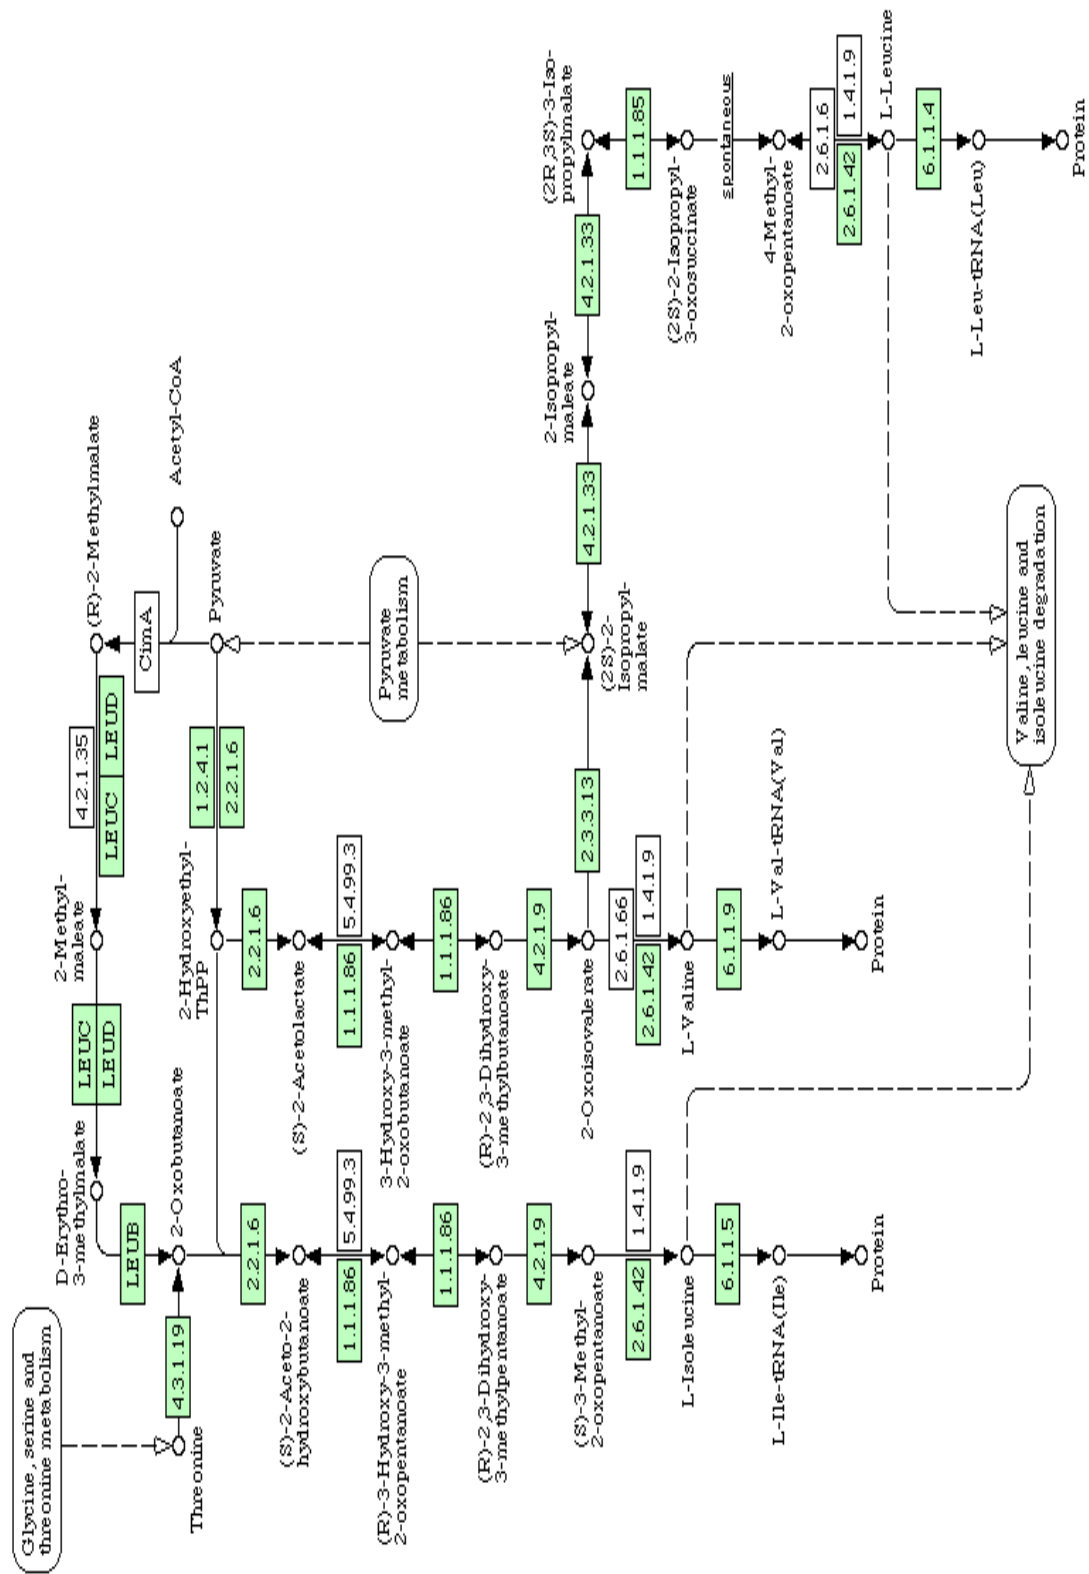 Glycine, serine and
threonine metabolism
Threonine
4.3.1.19
D-Erythro-
3-methylmalate
LEUB
2-Oxobutanoate
LEUC
LEUD
2-Methyl-
maleate
4.2.1.35
LEUC
LEUD
(R)-2-Methylmalate
CimA
Acetyl-CoA
Pyruvate
1.2.4.1
2.2.1.6
2-Hydroxyethyl-
ThPP
2.2.1.6
(S)-2-Aceto-2-
hydroxybutanoate
5.4.99.3
1.1.1.86
(R)-3-Hydroxy-3-methyl-
2-oxopentanoate
1.1.1.86
(R)-2,3-Dihydroxy-
3-methylpentanoate
4.2.1.9
(S)-3-Methyl-
2-oxopentanoate
1.4.1.9
2.6.1.42
L-Isoleucine
6.1.1.5
L-Ile-tRNA(Ile)
Protein
2.2.1.6
(S)-2-Acetolactate
5.4.99.3
1.1.1.86
3-Hydroxy-3-methyl-
2-oxobutanoate
1.1.1.86
(R)-2,3-Dihydroxy-
3-methylbutanoate
4.2.1.9
2-Oxoisovalerate
2.6.1.66
1.4.1.9
2.6.1.42
L-Valine
6.1.1.9
L-Val-tRNA(Val)
Protein
Pyruvate
metabolism
2.3.3.13
(2S)-2-
Isopropyl-
malate
4.2.1.33
2-Isopropyl-
maleate
4.2.1.33
(2R,3S)-3-Iso-
propylmalate
1.1.1.85
(2S)-2-Isopropyl-
3-oxosuccinate
spontaneous
4-Methyl-
2-oxopentanoate
2.6.1.6
1.4.1.9
2.6.1.42
L-Leucine
6.1.1.4
L-Leu-tRNA(Leu)
Protein
Valine, leucine and
isoleucine degradation